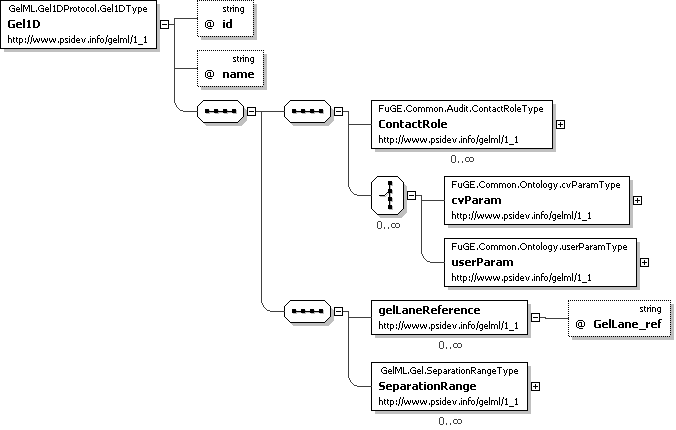 GelML.Gel1DProtocol.Gel1DType
Gel1D
http://www.psidev.info/gelml/1_1
string
@ id
string
@ name
FuGE.Common.Audit.ContactRoleType
ContactRole
http://www.psidev.info/gelml/1_1
0..∞
FuGE.Common.Ontology.cvParamType
cvParam
http://www.psidev.info/gelml/1_1
0..∞
FuGE.Common.Ontology.userParamType
userParam
http://www.psidev.info/gelml/1_1
gelLaneReference
http://www.psidev.info/gelml/1_1
0..∞
string
@ GelLane_ref
GelML.Gel.SeparationRangeType
SeparationRange
http://www.psidev.info/gelml/1_1
0..∞